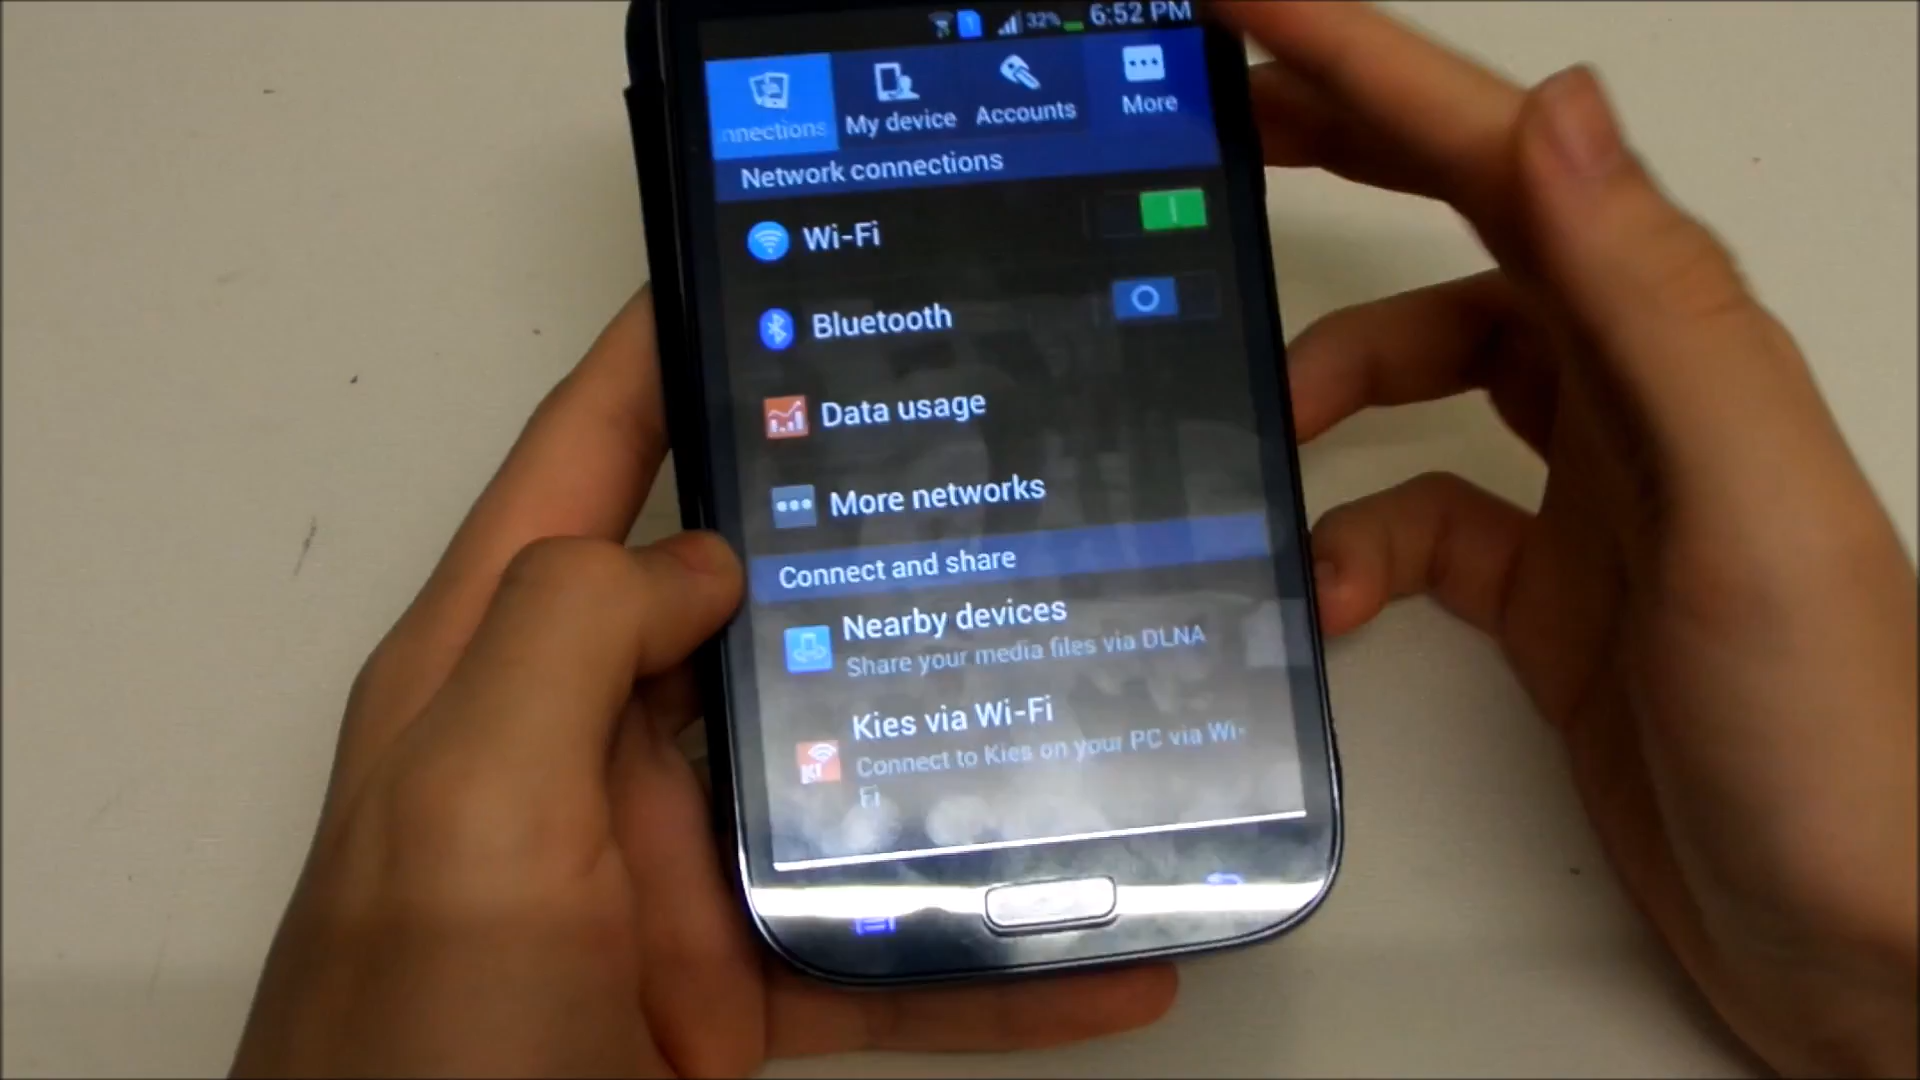 1 32% 6:52 PM
nnections My device Accounts More
Network connections
Wi-Fi
Bluetooth
Data usage
More networks
Connect and share
Nearby devices
Share your media files via DLNA
Kies via Wi-Fi
Connect to Kies on your PC via Wi-
Fi